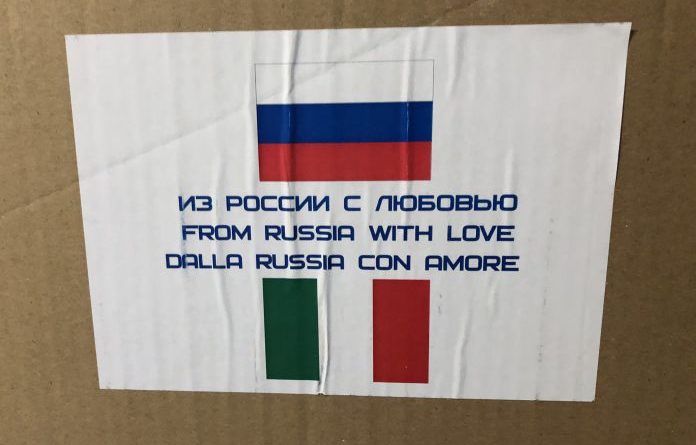 ИЗ РОССИИ С ЛЮБОВЬЮ
FROM RUSSIA WITH LOVE
DALLA RUSSIA CON AMORE